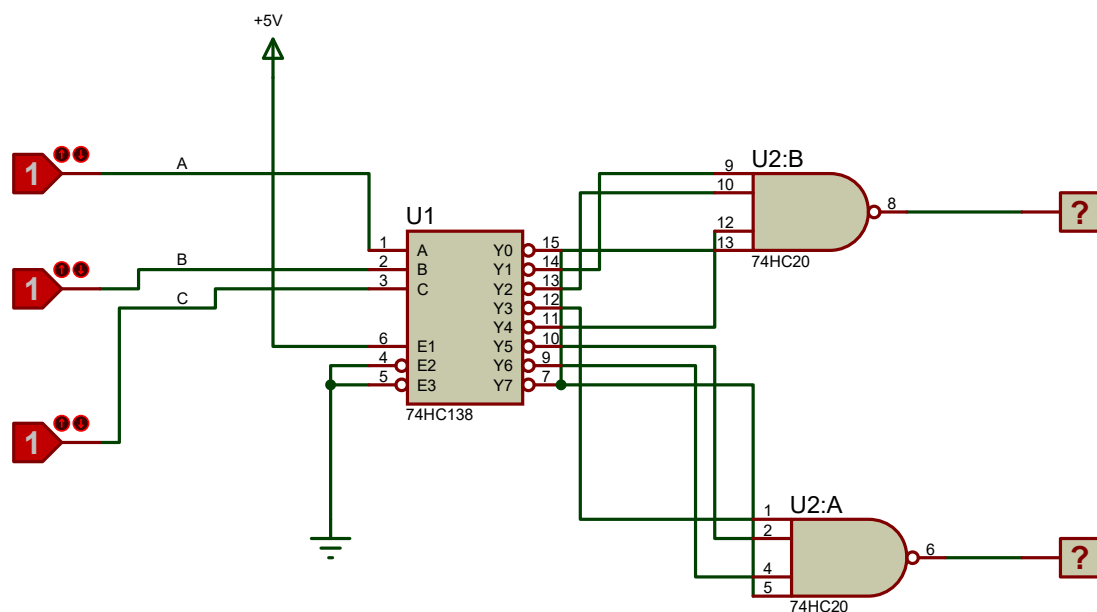 +5V
A
1
B
1
C
1
U1
1 A Y0 15
2 B Y1 14
3 C Y2 13
Y3 12
Y4 11
6 E1 Y5 10
4 E2 Y6 9
5 E3 Y7 7
74HC138
U2:B
9
10
12
13
8
?
74HC20
U2:A
1
2
4
5
6
?
74HC20